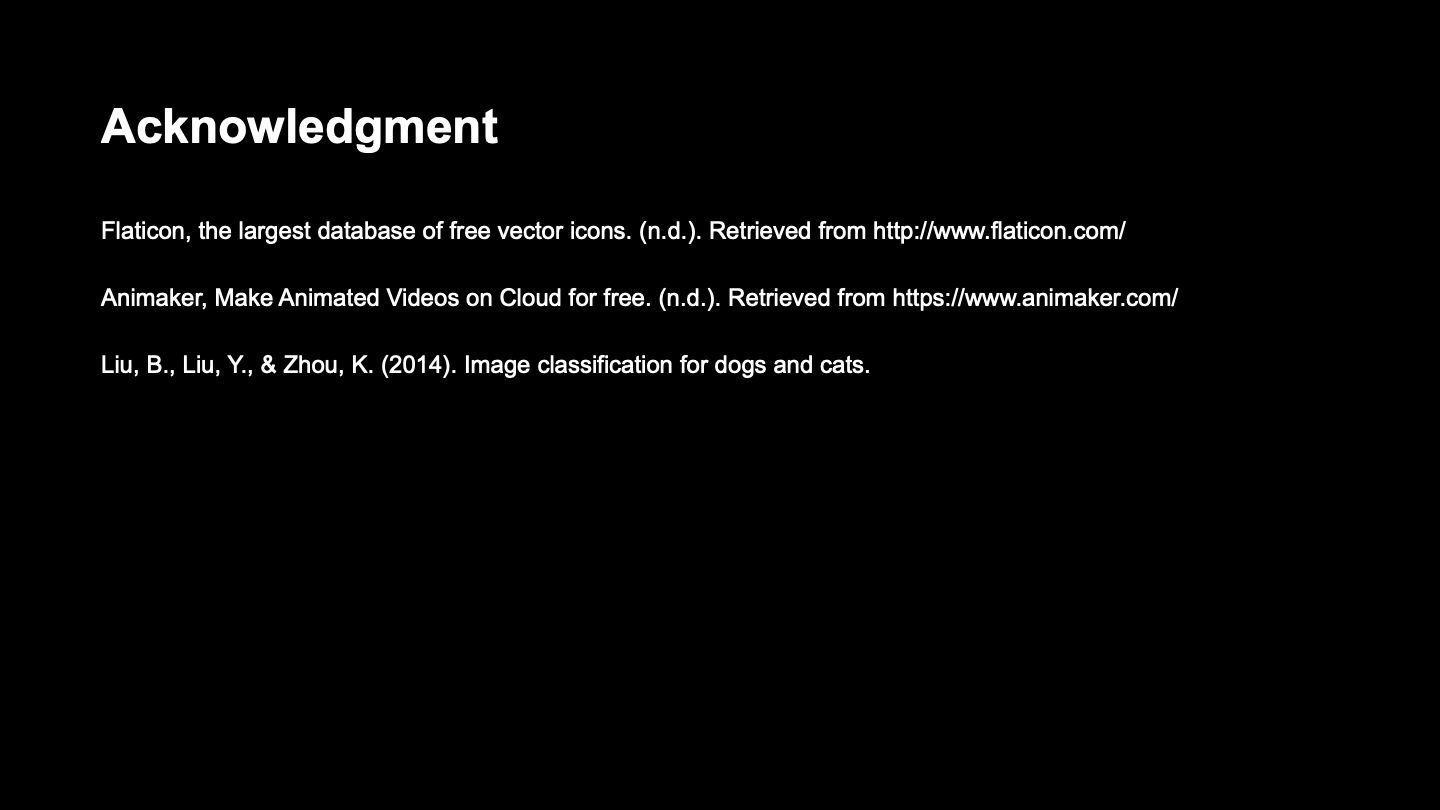 Acknowledgment
Flaticon, the largest database of free vector icons. (n.d.). Retrieved from http://www.flaticon.com/
Animaker, Make Animated Videos on Cloud for free. (n.d.). Retrieved from https://www.animaker.com/
Liu, B., Liu, Y., & Zhou, K. (2014). Image classification for dogs and cats.